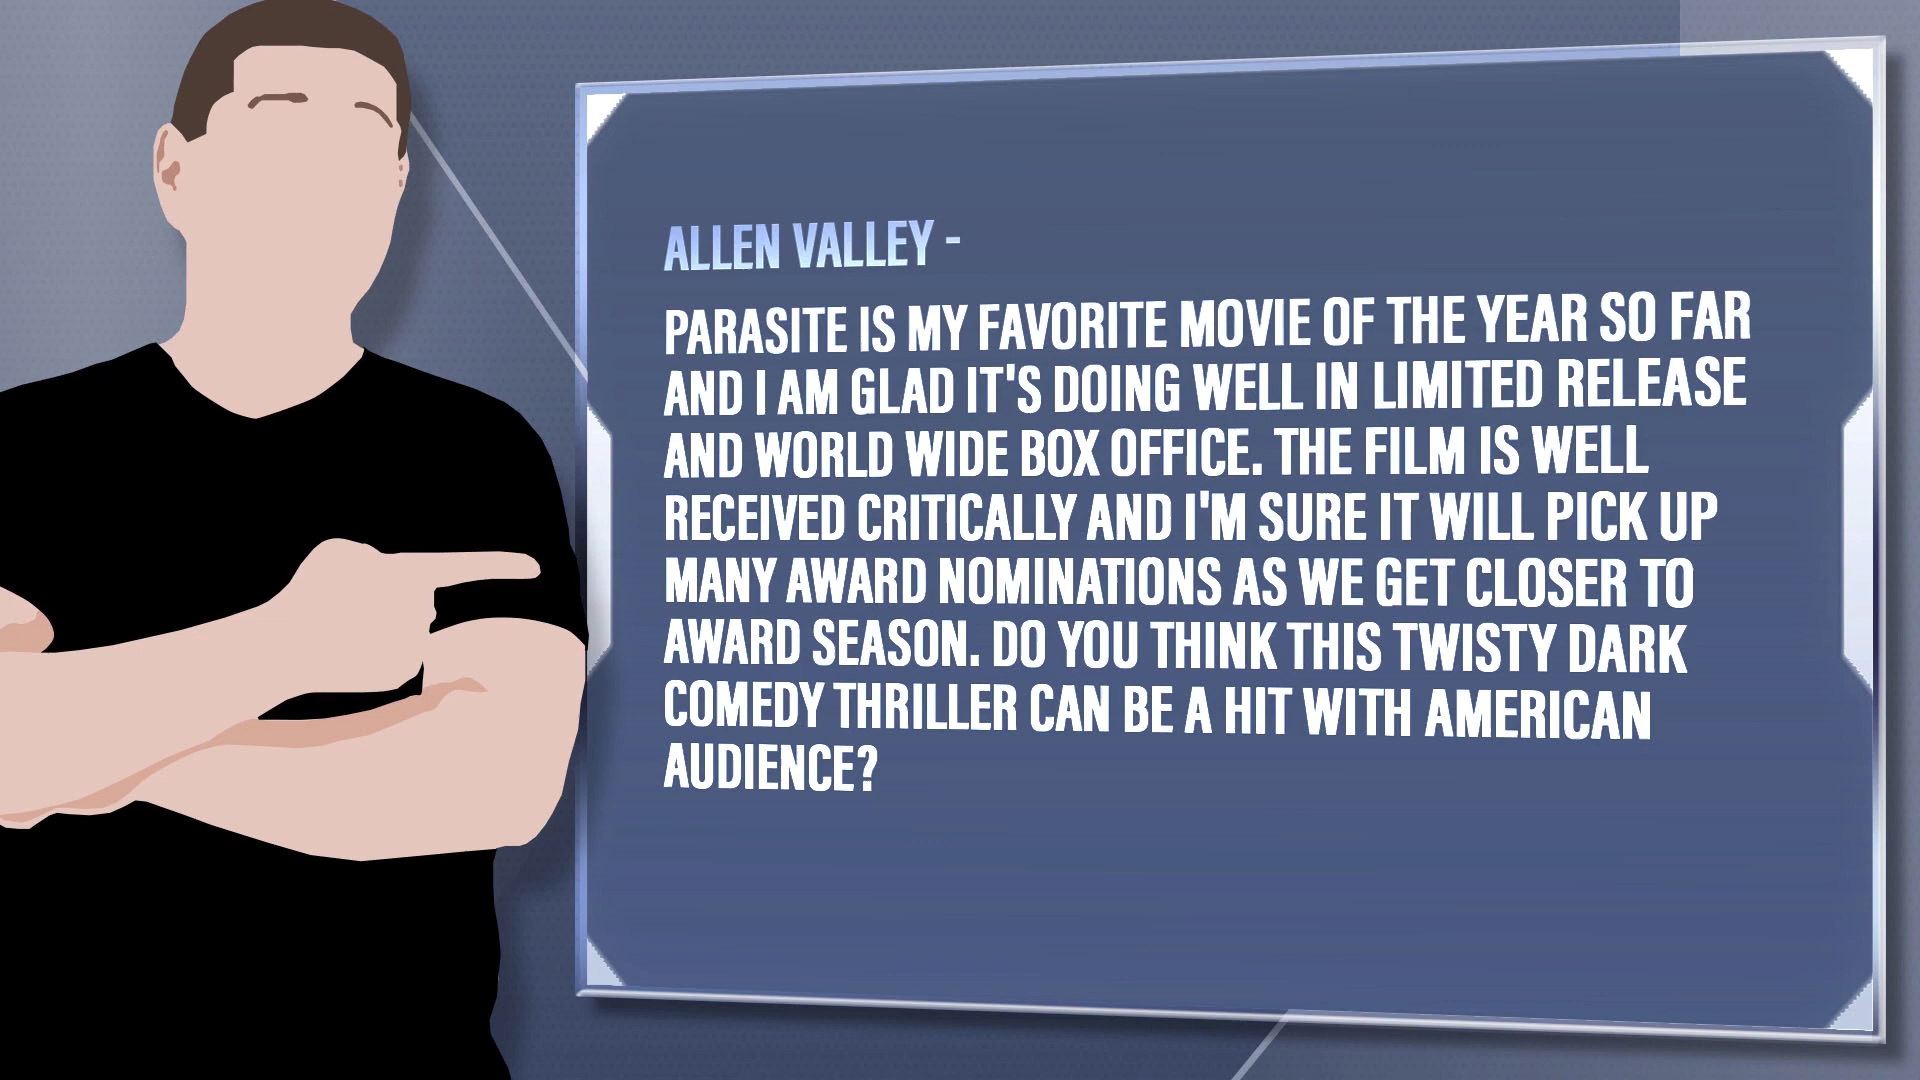 ALLEN VALLEY -
PARASITE IS MY FAVORITE MOVIE OF THE YEAR SO FAR
AND I AM GLAD IT'S DOING WELL IN LIMITED RELEASE
AND WORLD WIDE BOX OFFICE. THE FILM IS WELL
RECEIVED CRITICALLY AND I'M SURE IT WILL PICK UP
MANY AWARD NOMINATIONS AS WE GET CLOSER TO
AWARD SEASON. DO YOU THINK THIS TWISTY DARK
COMEDY THRILLER CAN BE A HIT WITH AMERICAN
AUDIENCE?